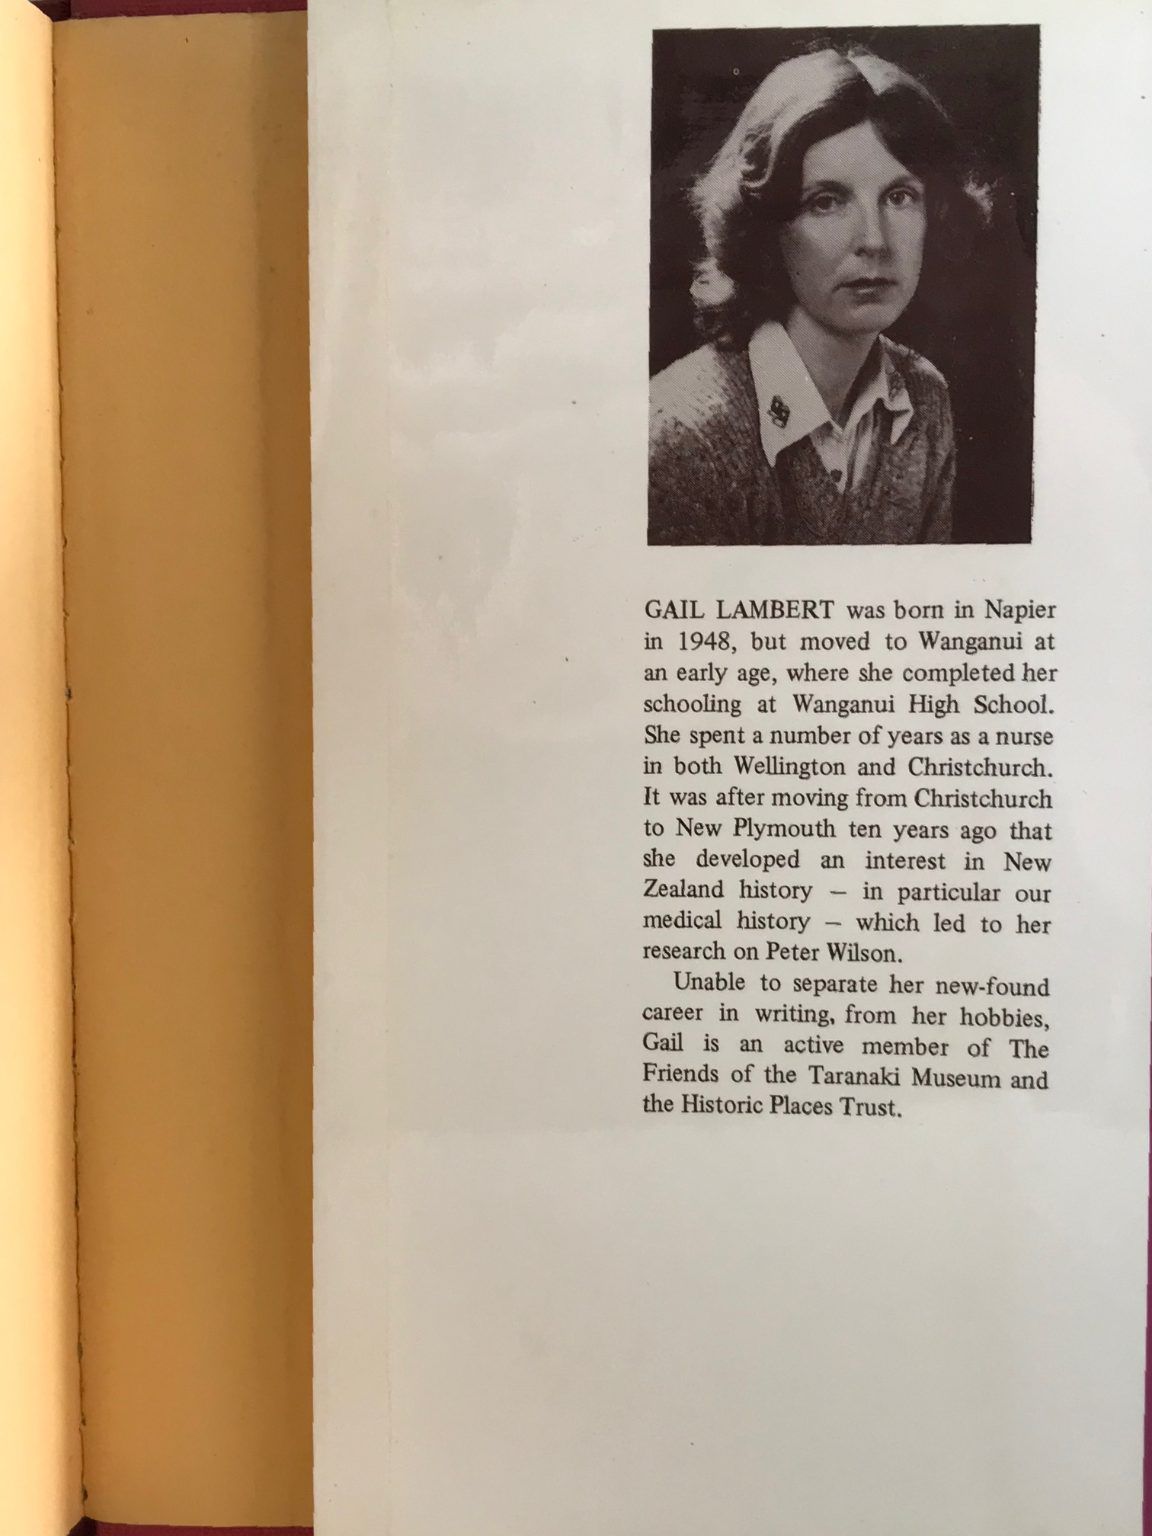 GAIL LAMBERT was born in Napier
in 1948, but moved to Wanganui at
an early age, where she completed her
schooling at Wanganui High School.
She spent a number of years as a nurse
in both Wellington and Christchurch.
It was after moving from Christchurch
to New Plymouth ten years ago that
she developed an interest in New
Zealand history — in particular our
medical history — which led to her
research on Peter Wilson.
Unable to separate her new-found
career in writing, from her hobbies,
Gail is an active member of The
Friends of the Taranaki Museum and
the Historic Places Trust.